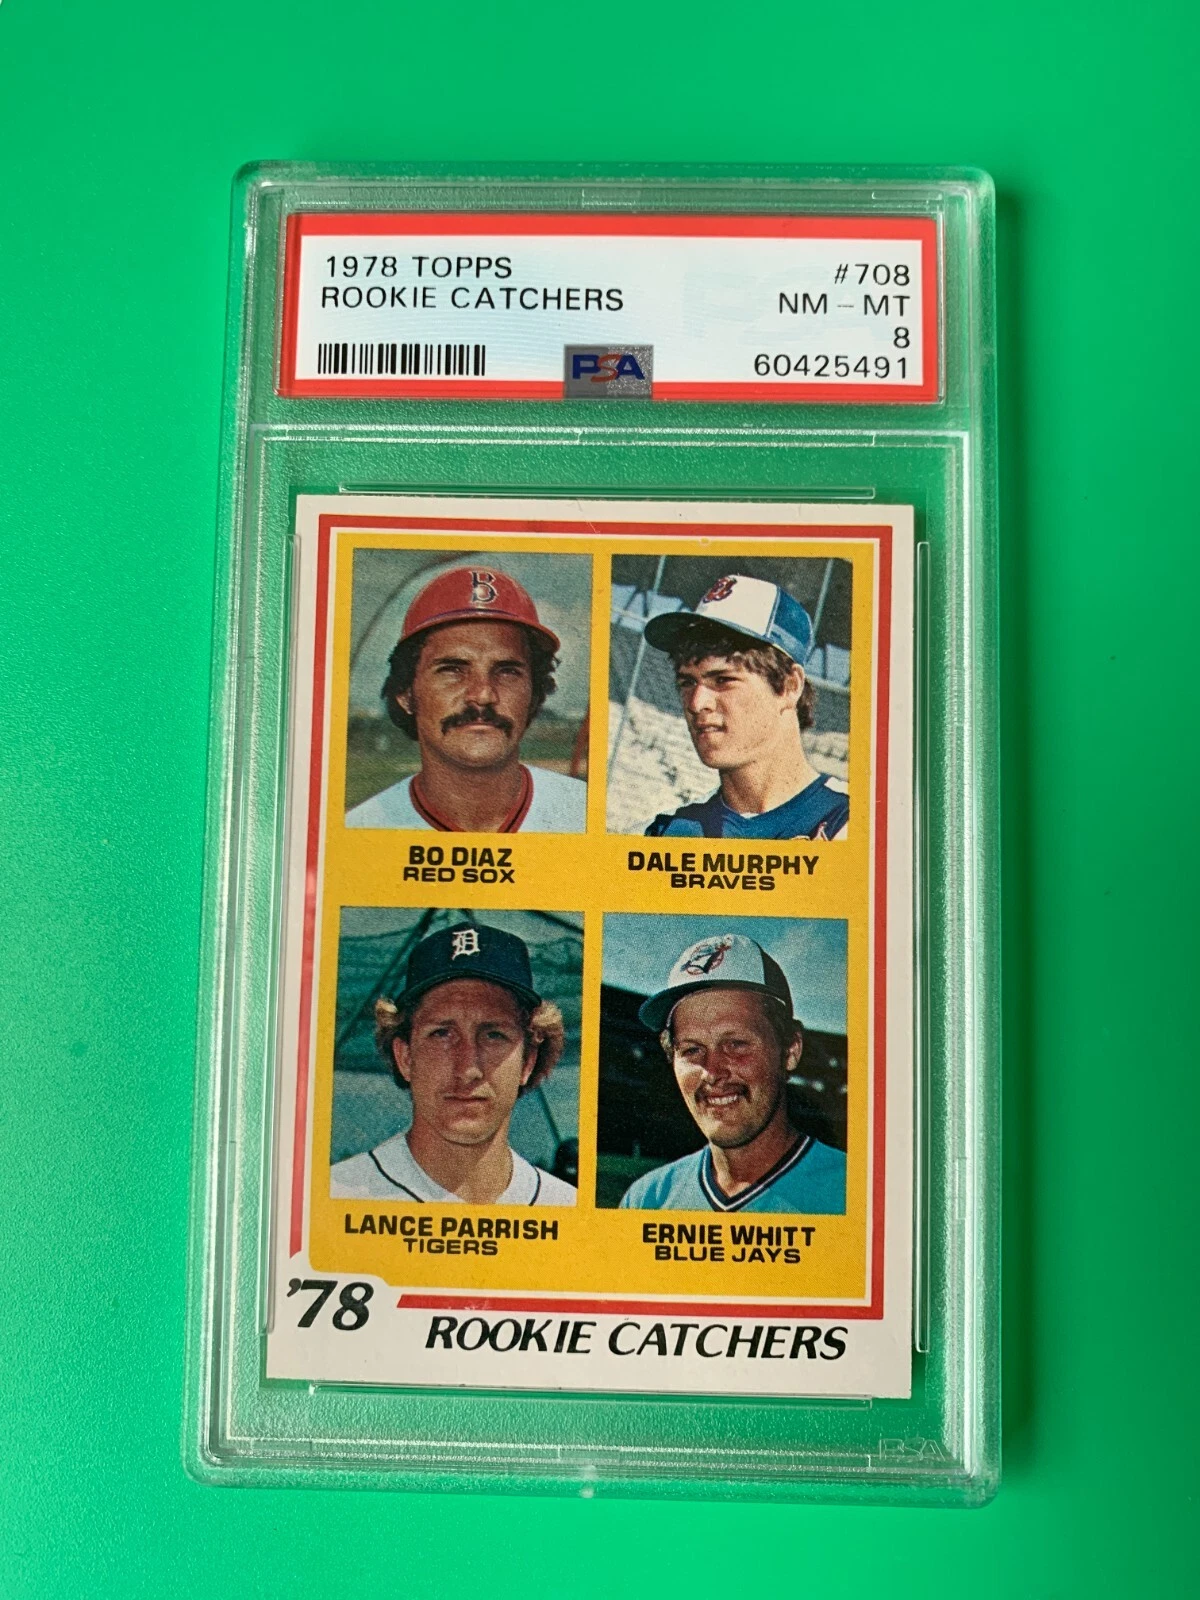 1978 TOPPS #708
ROOKIE CATCHERS NM - MT
8
PSA 60425491
B
BO DIAZ
RED SOX
DALE MURPHY
BRAVES
D
LANCE PARRISH
TIGERS
ERNIE WHITT
BLUE JAYS
'78 ROOKIE CATCHERS
PSA